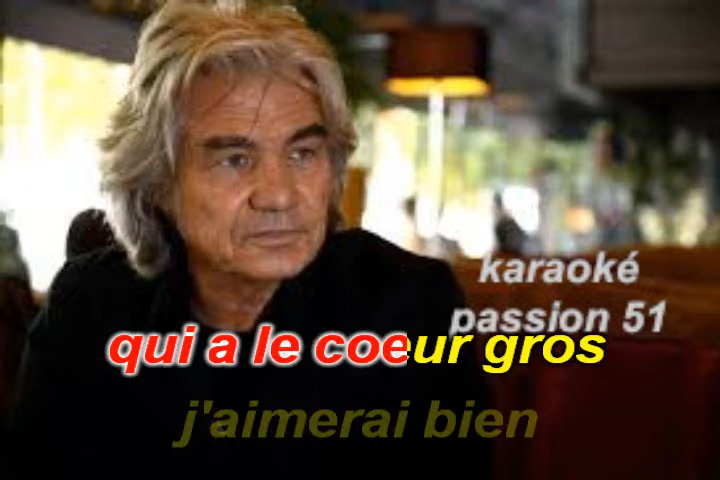 karaoké
passion 51
qui a le coeur gros
j'aimerai bien